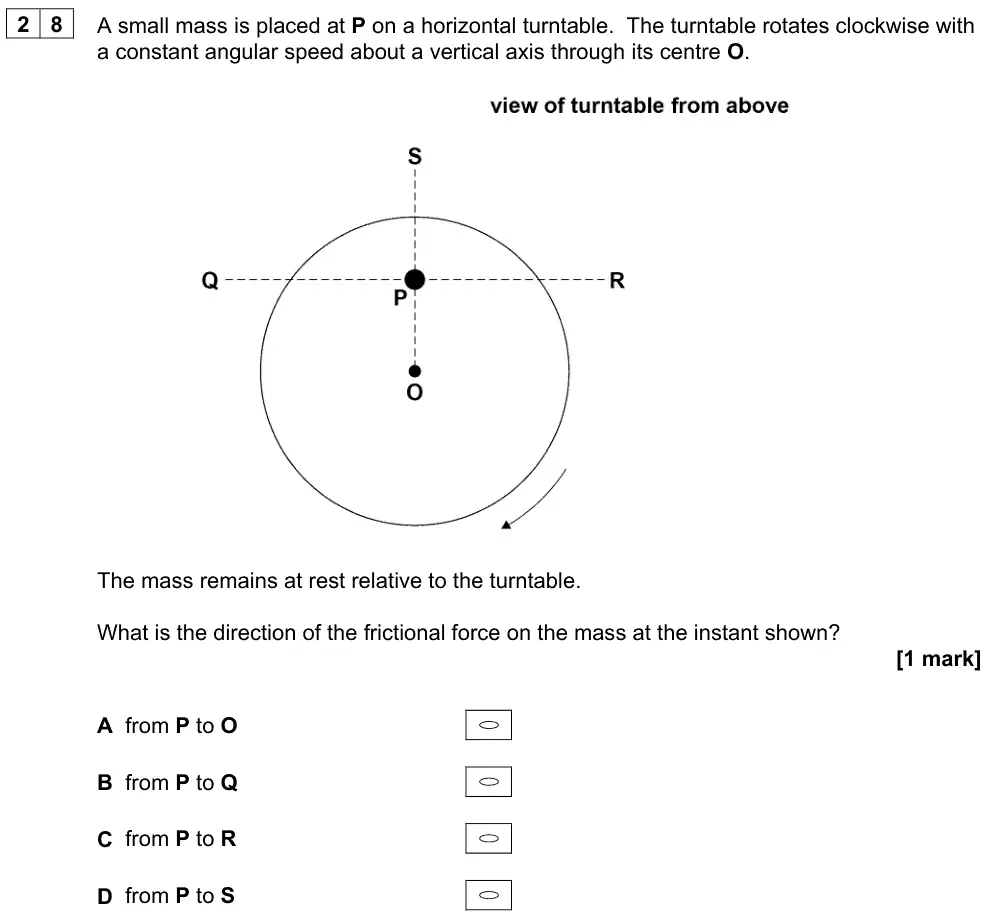 2 8 A small mass is placed at P on a horizontal turntable. The turntable rotates clockwise with
a constant angular speed about a vertical axis through its centre O.
view of turntable from above
S
Q
R
P
O
The mass remains at rest relative to the turntable.
What is the direction of the frictional force on the mass at the instant shown?
[1 mark]
A from P to O
B from P to Q
C from P to R
D from P to S